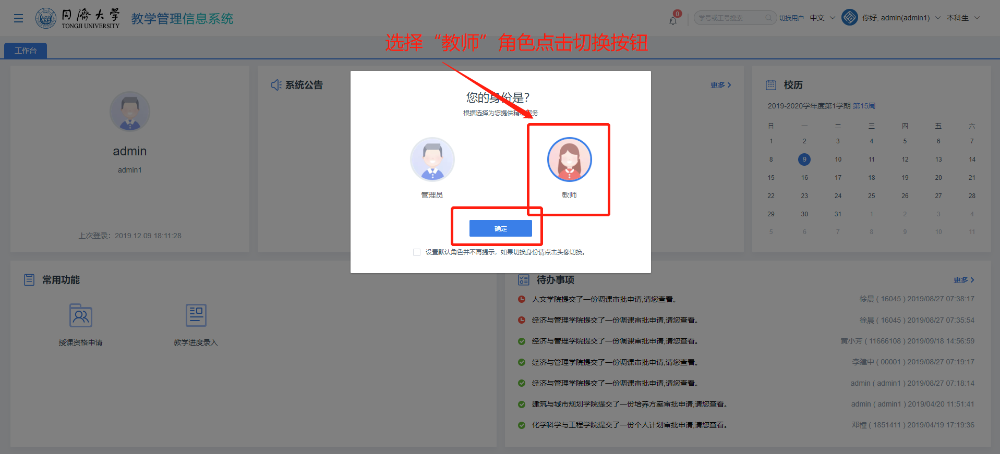 同濟大学
TONGJI UNIVERSITY
教学管理信息系统
0
学号或工号搜索
切换用户
中文
你好, admin(admin1)
本科生
选择“教师”角色点击切换按钮
工作台
admin
admin1
上次登录：2019.12.09 18:11:28
系统公告
更多
您的身份是?
根据选择为您提供精准服务
管理员
教师
确定
设置默认角色并不再提示，如果切换身份请点击头像切换。
校历
2019-2020学年度第1学期 第15周
日 一 二 三 四 五 六
1 2 3 4 5 6 7
8 9 10 11 12 13 14
15 16 17 18 19 20 21
22 23 24 25 26 27 28
29 30 31 1 2 3 4
5 6 7 8 9 10 11
常用功能
授课资格申请
教学进度录入
待办事项
更多
人文学院提交了一份调课审批申请,请您查看。 徐晨 ( 16045 ) 2019/08/27 07:38:17
经济与管理学院提交了一份调课审批申请,请您查看。 徐晨 ( 16045 ) 2019/08/27 07:35:54
经济与管理学院提交了一份调课审批申请,请您查看。 黄小芳 ( 11666108 ) 2019/09/18 14:56:59
经济与管理学院提交了一份调课审批申请,请您查看。 李建中 ( 00001 ) 2019/08/27 07:19:17
经济与管理学院提交了一份调课审批申请,请您查看。 admin ( admin1 ) 2019/08/27 07:18:14
建筑与城市规划学院提交了一份培养方案审批申请,请您查看。 admin ( admin1 ) 2019/04/20 11:51:41
化学科学与工程学院提交了一份个人计划审批申请,请您查看。 邓橦 ( 1851411 ) 2019/04/19 17:19:36